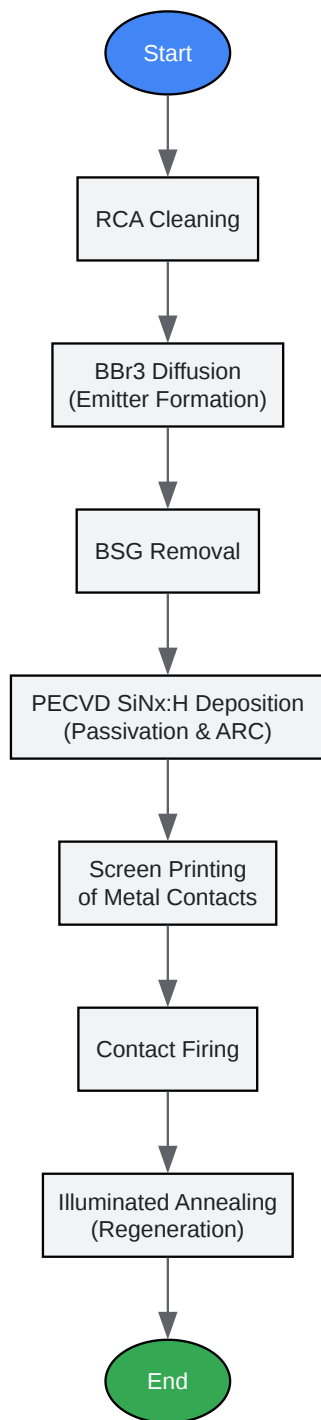 Start
RCA Cleaning
BBr3 Diffusion
(Emitter Formation)
BSG Removal
PECVD SiNx:H Deposition
(Passivation & ARC)
Screen Printing
of Metal Contacts
Contact Firing
Illuminated Annealing
(Regeneration)
End